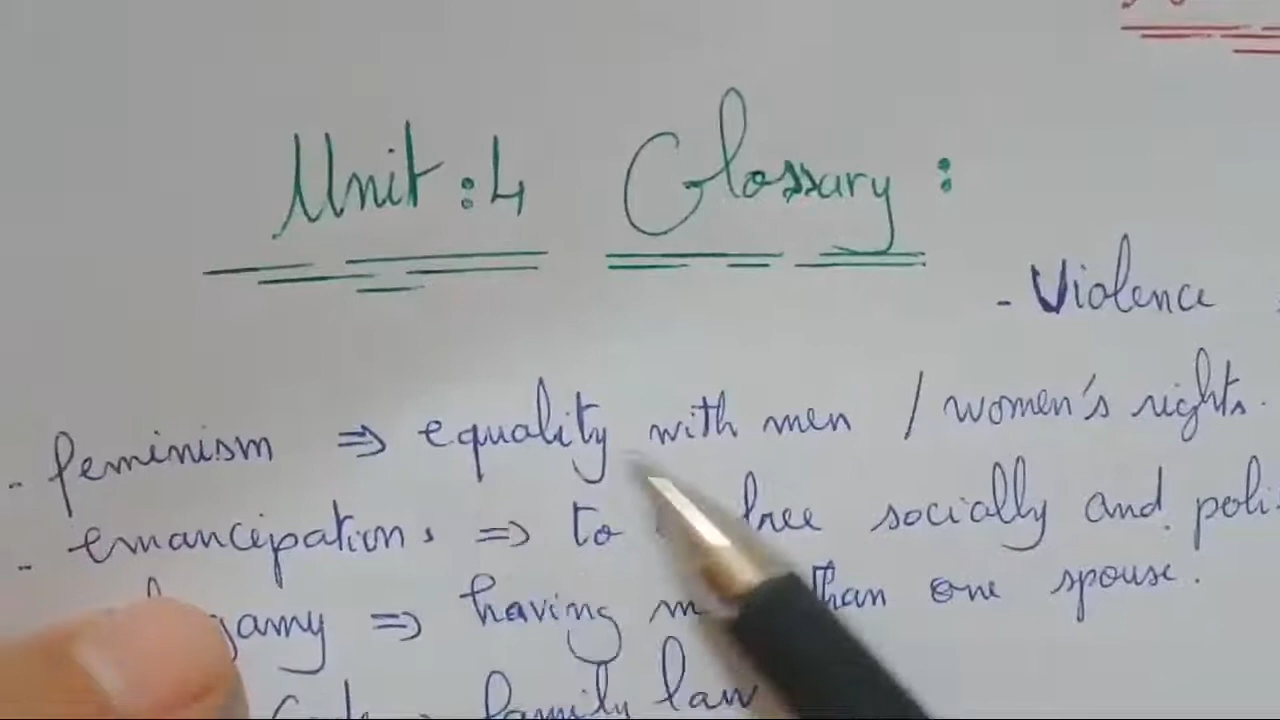 Unit:4 Glossary:
- Violence
- feminism ⇒ equality with men / women's rights.
- emancipation ⇒ to free socially and poli
gamy ⇒ having than one spouse.
family law